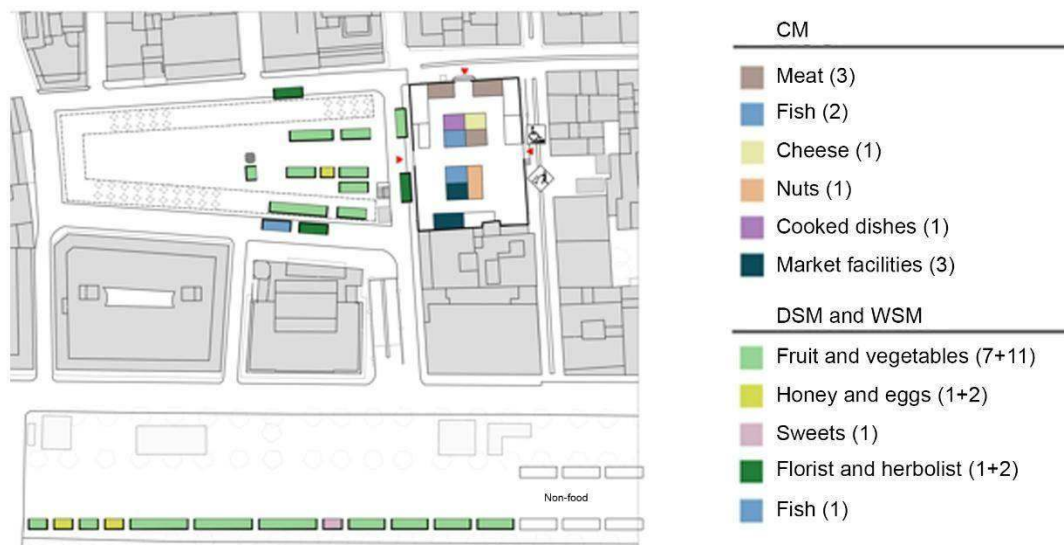 CM
Meat (3)
Fish (2)
Cheese (1)
Nuts (1)
Cooked dishes (1)
Market facilities (3)
DSM and WSM
Fruit and vegetables (7+11)
Honey and eggs (1+2)
Sweets (1)
Florist and herbolist (1+2)
Fish (1)
Non-food